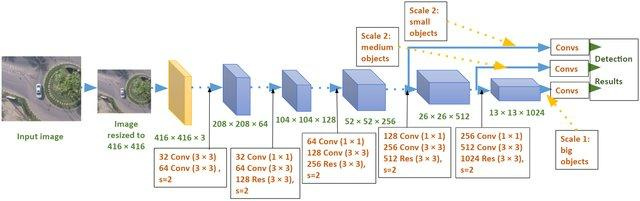 Input image
Image
resized to
416 × 416
416 × 416 × 3
208 × 208 × 64
104 × 104 × 128
52 × 52 × 256
26 × 26 × 512
13 × 13 × 1024
32 Conv (3 × 3)
64 Conv (3 × 3) ,
s=2
32 Conv (1 × 1)
64 Conv (3 × 3)
128 Res (3 × 3),
s=2
64 Conv (1 × 1)
128 Conv (3 × 3)
256 Res (3 × 3),
s=2
128 Conv (1 × 1)
256 Conv (3 × 3)
512 Res (3 × 3),
s=2
256 Conv (1 × 1)
512 Conv (3 × 3)
1024 Res (3 × 3),
s=2
Scale 2:
medium
objects
Scale 2:
small
objects
Convs
Convs
Convs
Detection
Results
Scale 1:
big
objects